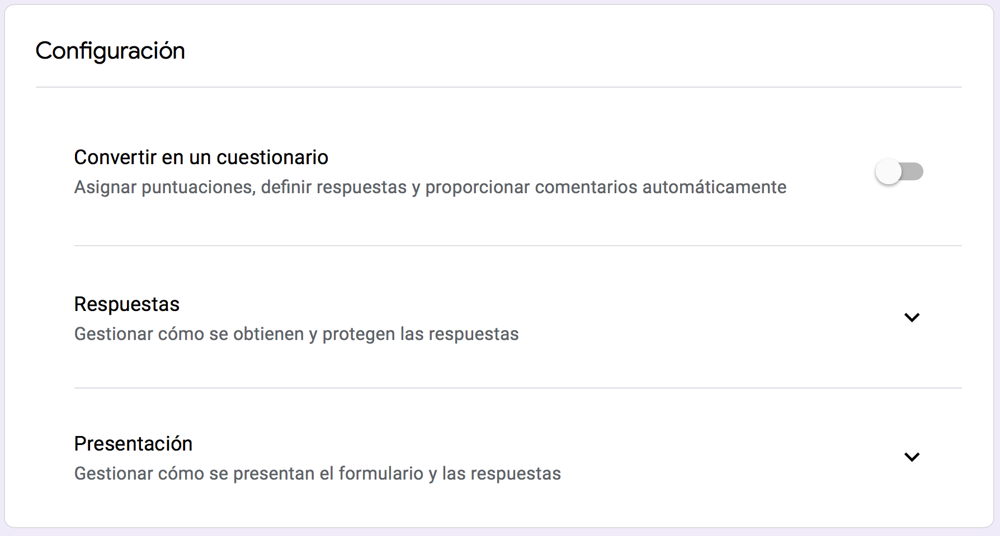 Configuración
Convertir en un cuestionario
Asignar puntuaciones, definir respuestas y proporcionar comentarios automáticamente
Respuestas
Gestionar cómo se obtienen y protegen las respuestas
Presentación
Gestionar cómo se presentan el formulario y las respuestas